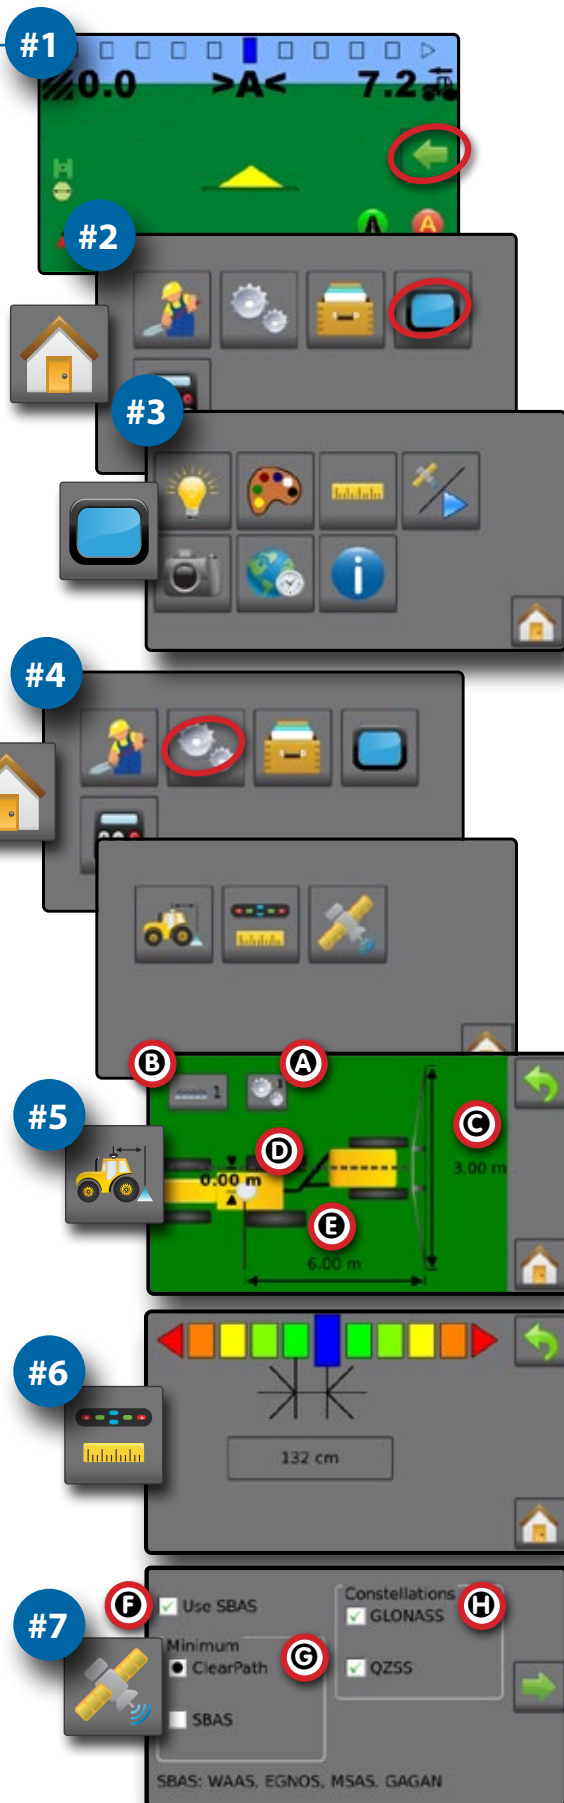 #1
0.0 >A< 7.2
A
#2
#3
#4
#5
B
A
1
1
C
D
0.00 m
3.00 m
E
6.00 m
#6
132 cm
#7
F
Use SBAS
Constellations
GLONASS
H
Minimum
ClearPath
G
QZSS
SBAS
SBAS: WAAS, EGNOS, MSAS, GAGAN